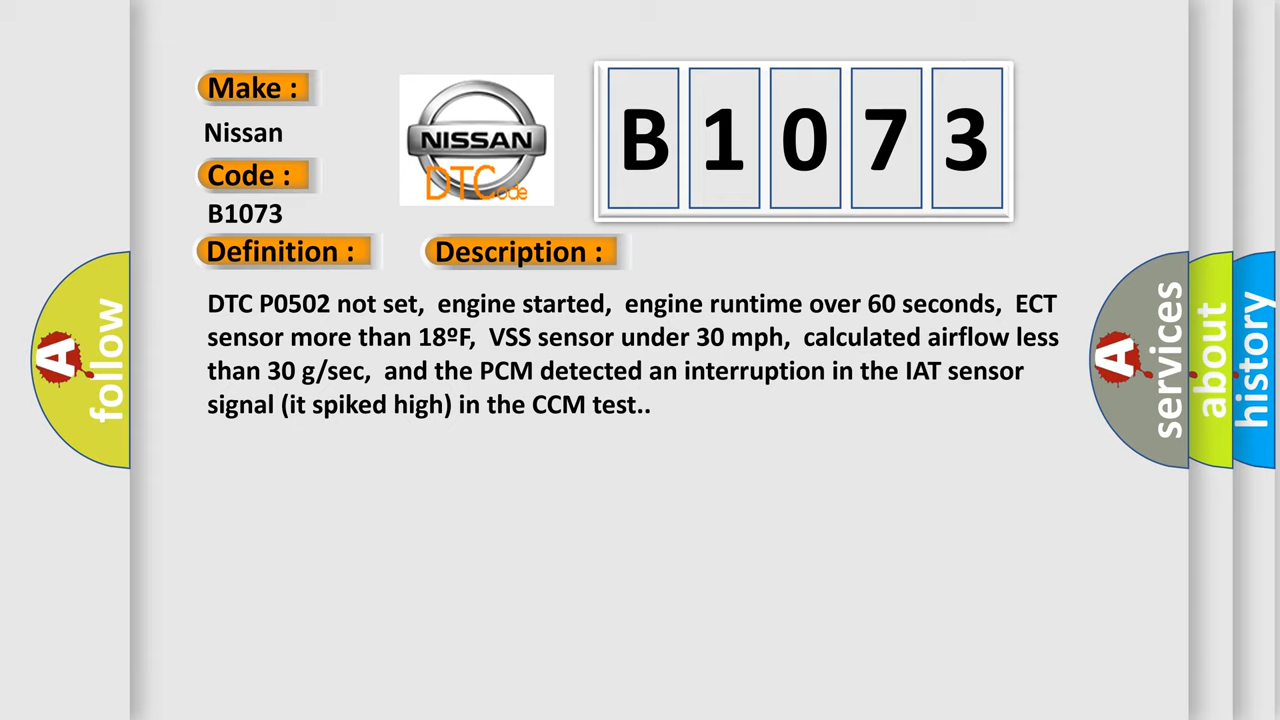 Make :
Nissan
Code :
B1073
NISSAN
DTCode
B 1 0 7 3
Definition :
Description :
DTC P0502 not set, engine started, engine runtime over 60 seconds, ECT
sensor more than 18ºF, VSS sensor under 30 mph, calculated airflow less
than 30 g/sec, and the PCM detected an interruption in the IAT sensor
signal (it spiked high) in the CCM test..
A
follow
A
services
about
history